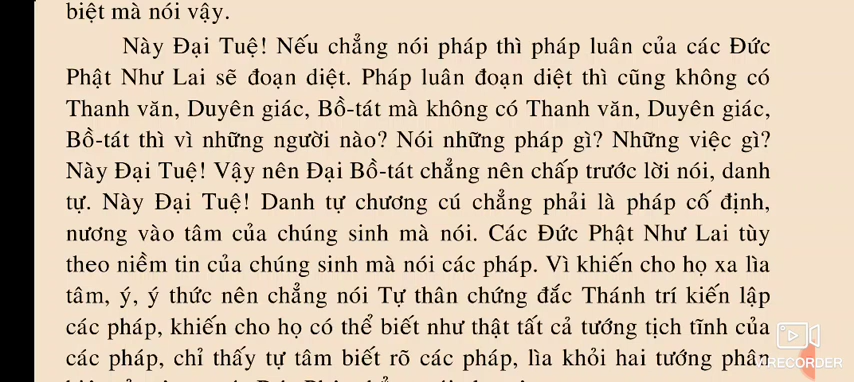 biệt mà nói vậy.
Này Đại Tuệ! Nếu chẳng nói pháp thì pháp luân của các Đức
Phật Như Lai sẽ đoạn diệt. Pháp luân đoạn diệt thì cũng không có
Thanh văn, Duyên giác, Bồ-tát mà không có Thanh văn, Duyên giác,
Bồ-tát thì vì những người nào? Nói những pháp gì? Những việc gì?
Này Đại Tuệ! Vậy nên Đại Bồ-tát chẳng nên chấp trước lời nói, danh
tự. Này Đại Tuệ! Danh tự chương cú chẳng phải là pháp cố định,
nương vào tâm của chúng sinh mà nói. Các Đức Phật Như Lai tùy
theo niềm tin của chúng sinh mà nói các pháp. Vì khiến cho họ xa lìa
tâm, ý, ý thức nên chẳng nói Tự thân chứng đắc Thánh trí kiến lập
các pháp, khiến cho họ có thể biết như thật tất cả tướng tịch tĩnh của
các pháp, chỉ thấy tự tâm biết rõ các pháp, lìa khỏi hai tướng phân
RECORDER